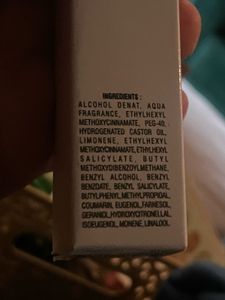 INGREDIENTS :
ALCOHOL DENAT, AQUA
FRAGRANCE, ETHYLHEXYL
METHOXYCINNAMATE, PEG-40,
HYDROGENATED CASTOR OIL,
LIMONENE, ETHYLHEXYL
METHOXYCINNAMATE, ETHYLHEXYL
SALICYLATE, BUTYL
METHOXYDIBENZOYLMETHANE,
BENZYL ALCOHOL, BENZYL
BENZOATE, BENZYL SALICYLATE,
BUTYLPHENYL METHYLPROPIOAL,
COUMARIN, EUGENOL, FARNESOL
GERANIOL, HYDROXYCITRONELLAL,
ISOEUGENOL, MONENE, LINALOOL